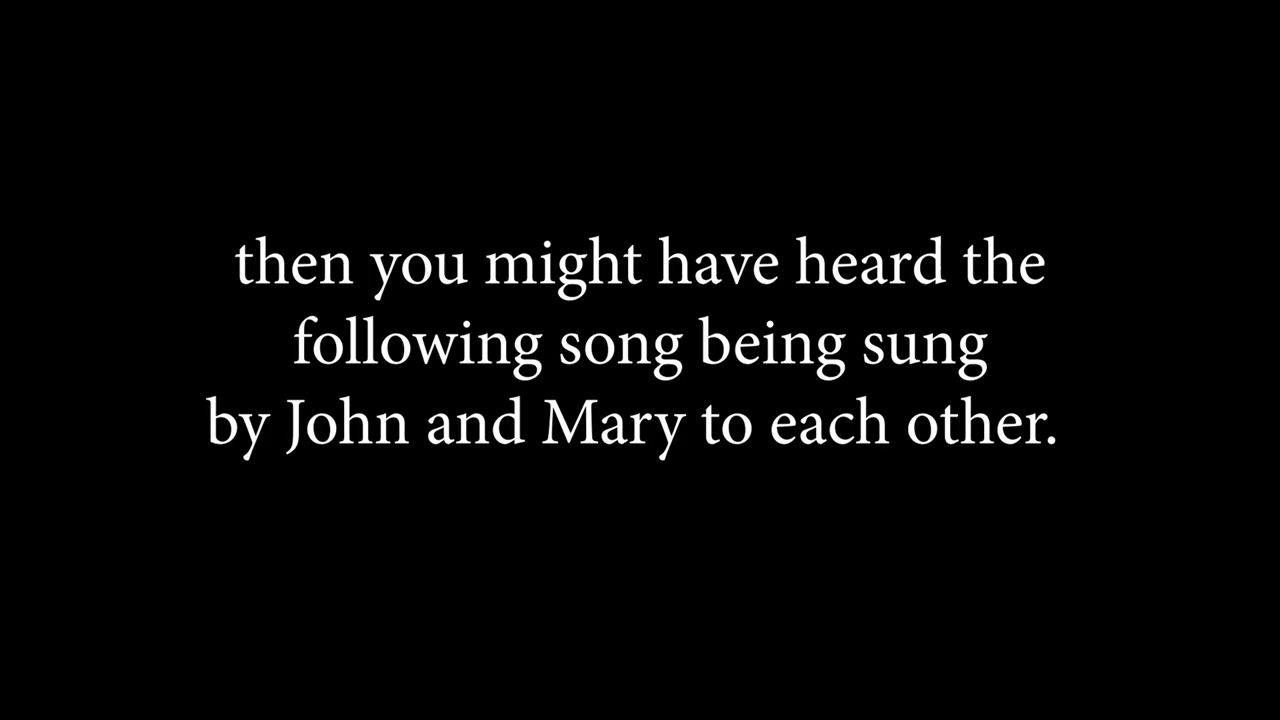 then you might have heard the
following song being sung
by John and Mary to each other.